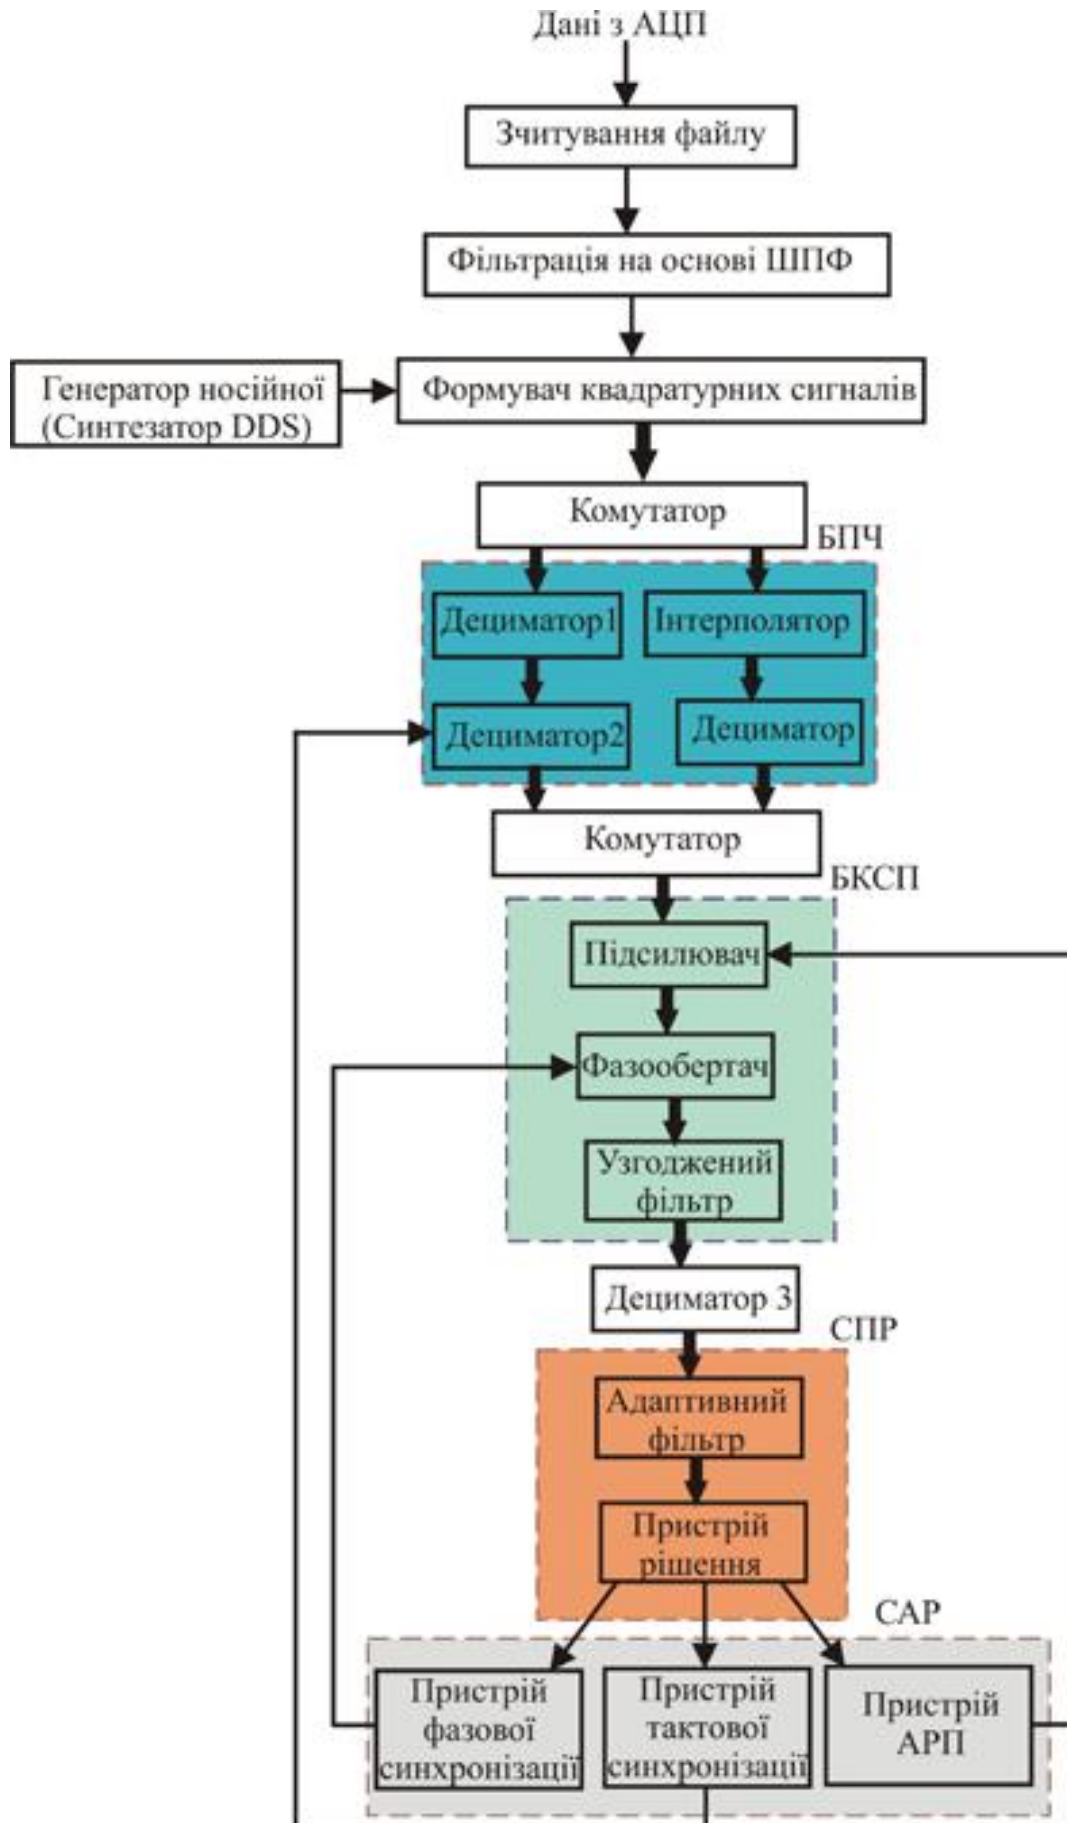 Дані з АЦП
Зчитування файлу
Фільтрація на основі ШПФ
Генератор носійної
(Синтезатор DDS)
Формувач квадратурних сигналів
Комутатор
БПЧ
Дециматор1
Інтерполятор
Дециматор2
Дециматор
Комутатор
БКСП
Підсилювач
Фазообертач
Узгоджений
фільтр
Дециматор 3
СПР
Адаптивний
фільтр
Пристрій
рішення
САР
Пристрій
фазової
синхронізації
Пристрій
тактової
синхронізації
Пристрій
АРП